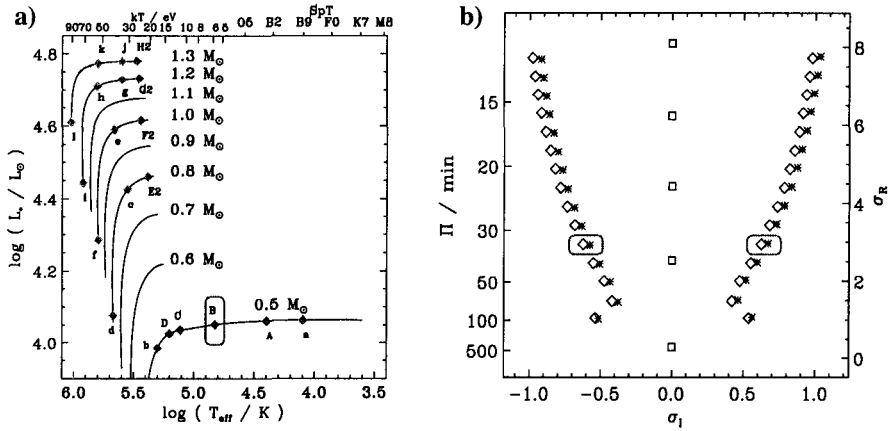 a)
kT / eV
SpT
9070 50 35 25 20 15 10 8 6 5 O5 B2 B9 F0 K7 M8
4.8
4.6
4.4
4.2
4.0
log ( L* / L⊙ )
k j H2 1.3 M⊙
h g G2 1.2 M⊙
1.1 M⊙
l
e F2 1.0 M⊙
0.9 M⊙
i
c E2 0.8 M⊙
0.7 M⊙
f
0.6 M⊙
d
0.5 M⊙
b D d B A a
6.0 5.5 5.0 4.5 4.0 3.5
log ( Teff / K )
b)
Π / min
15
20
30
50
100
500
8
6
4
2
0
σR
-1.0 -0.5 0.0 0.5 1.0
σI